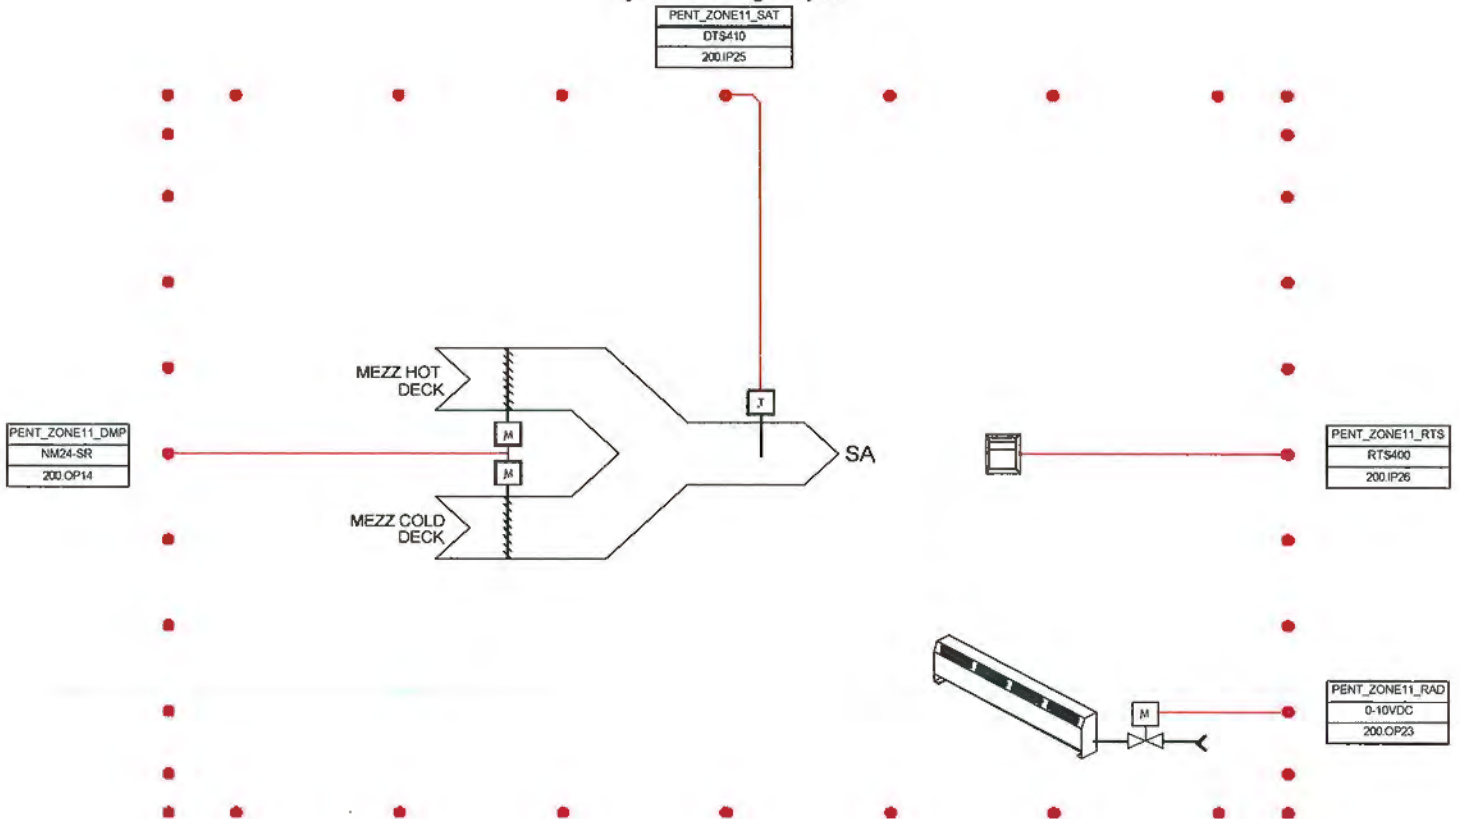 PENT_ZONE11_SAT
DTS410
200.IP25
MEZZ HOT
DECK
PENT_ZONE11_DMP
NM24-SR
200.OP14
M
M
T
SA
PENT_ZONE11_RTS
RTS400
200.IP26
MEZZ COLD
DECK
PENT_ZONE11_RAD
0-10VDC
200.OP23
M